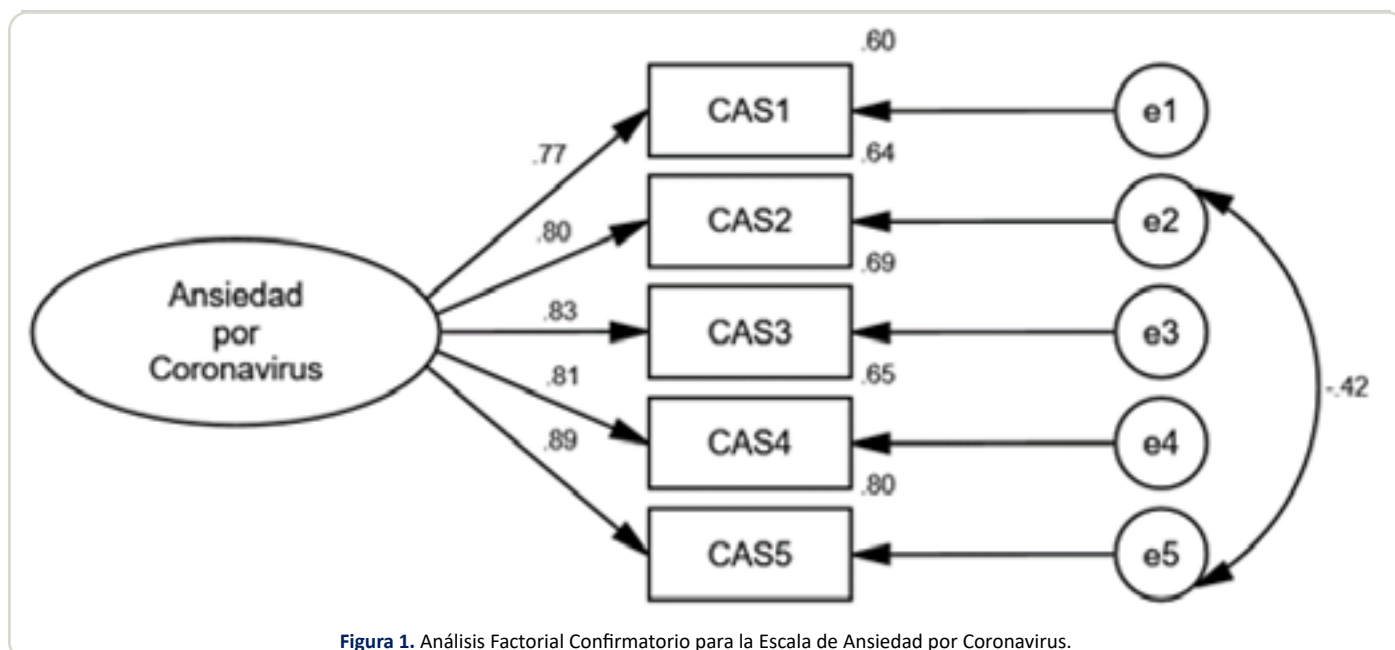 .60
CAS1
e1
.77
.64
.80
CAS2
e2
.69
Ansiedad
por
Coronavirus
.83
CAS3
e3
.81
.65
-.42
CAS4
e4
.89
.80
CAS5
e5
Figura 1. Análisis Factorial Confirmatorio para la Escala de Ansiedad por Coronavirus.